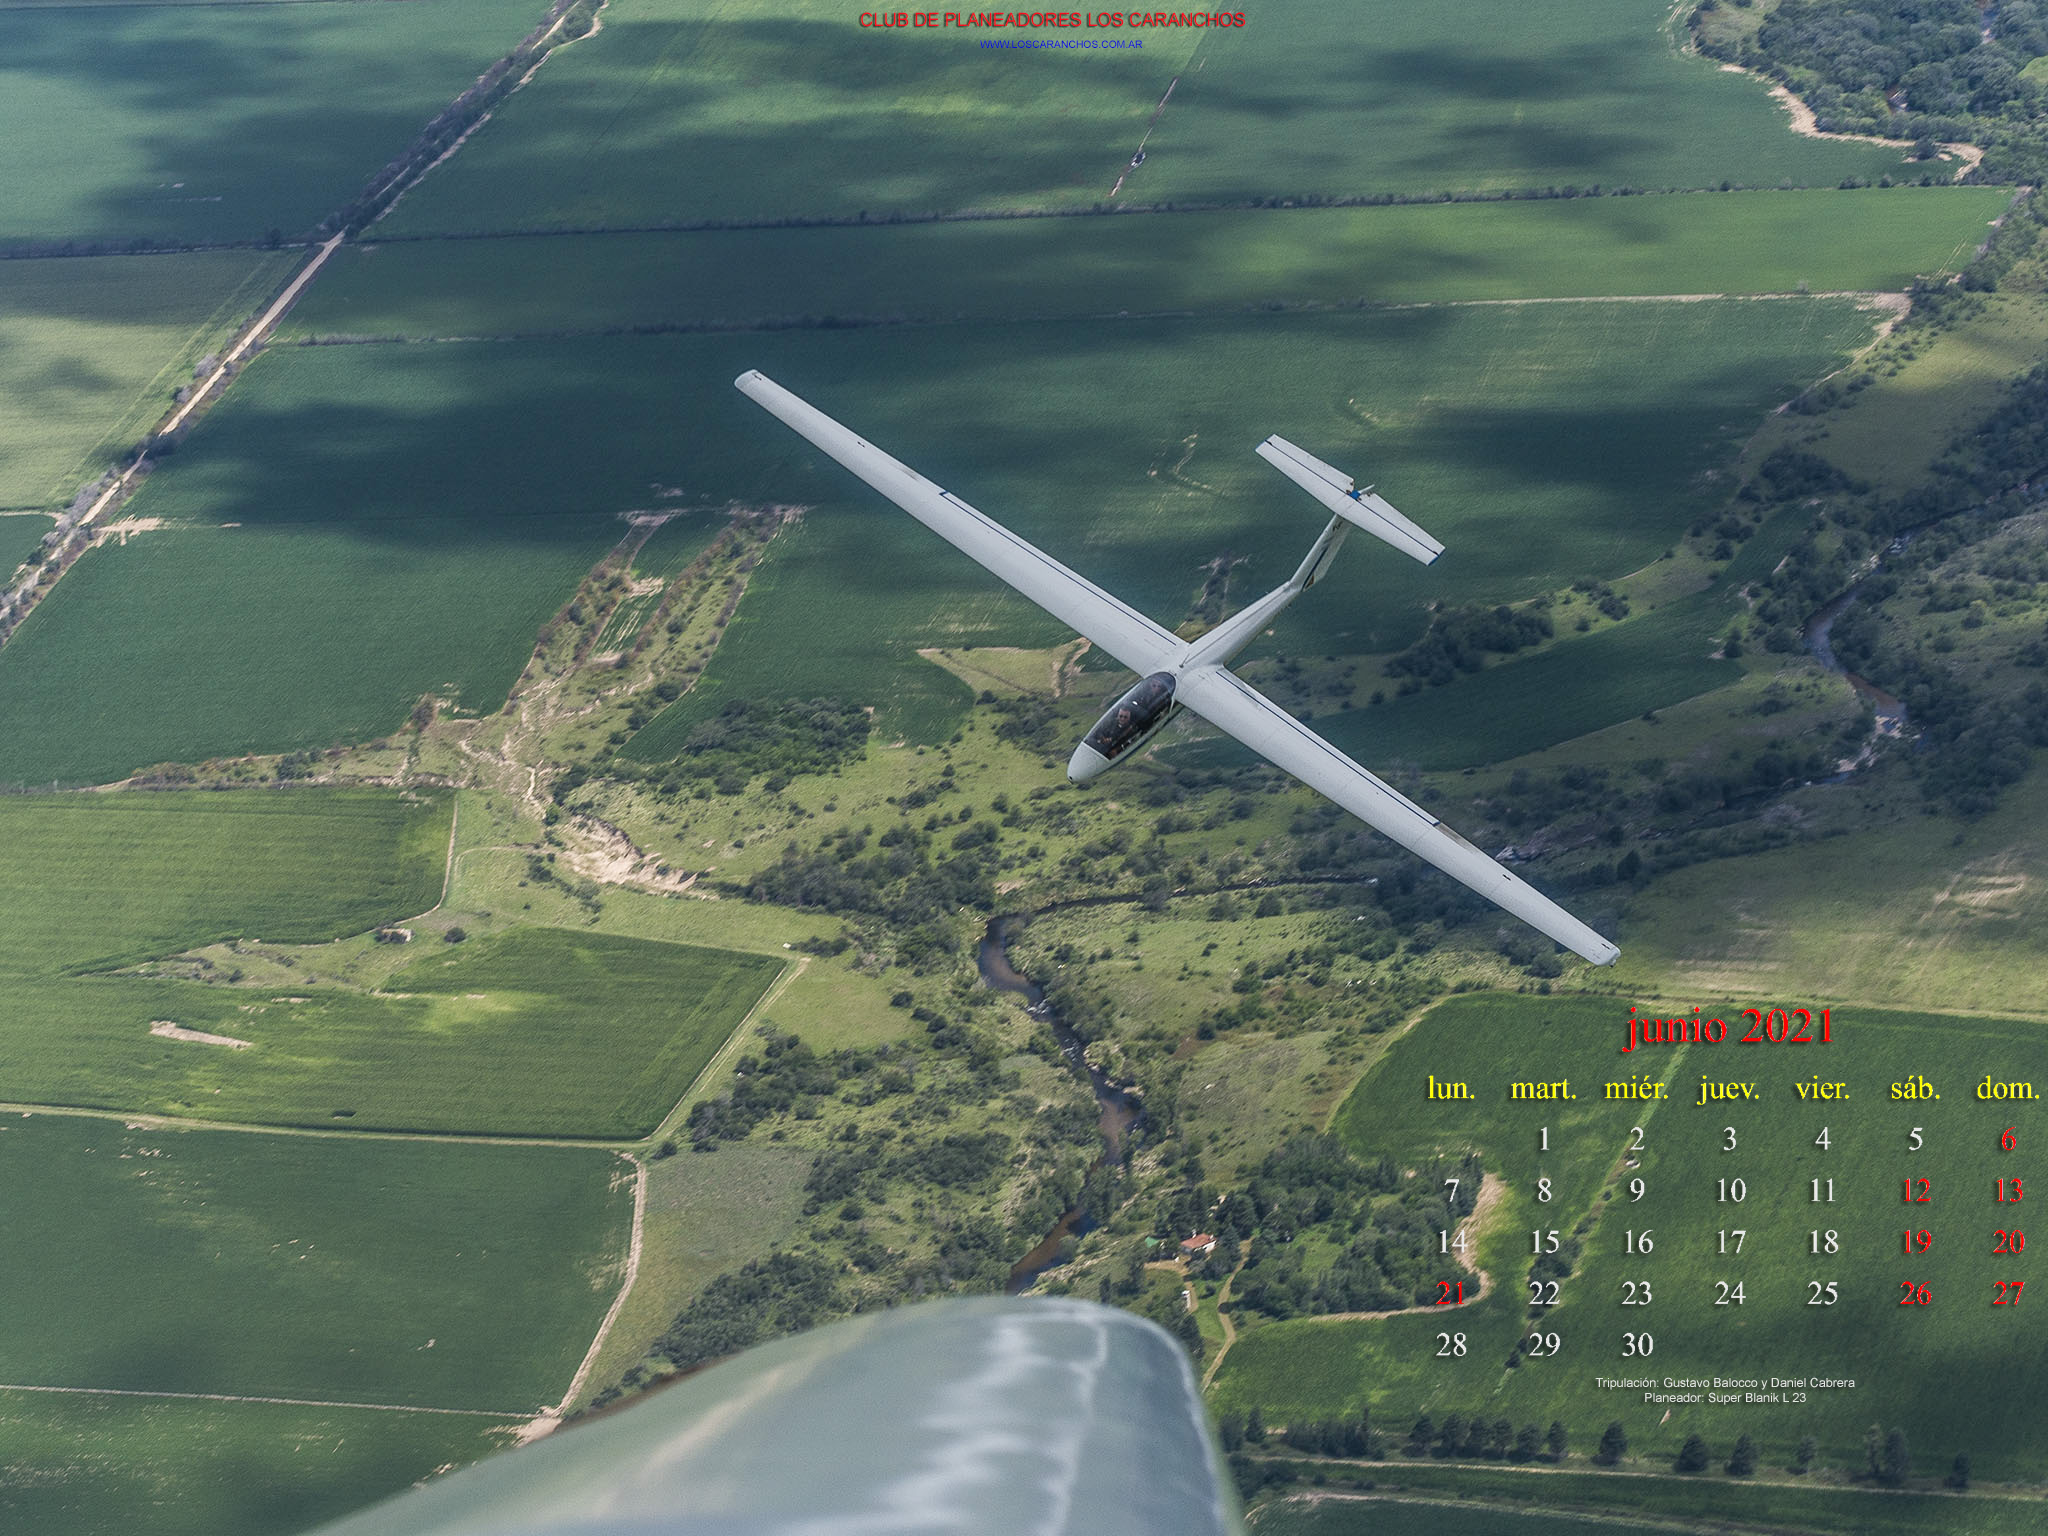 CLUB DE PLANEADORES LOS CARANCHOS
WWW.LOSCARANCHOS.COM.AR
junio 2021
lun. mart. miér. juev. vier. sáb. dom.
1 2 3 4 5 6
7 8 9 10 11 12 13
14 15 16 17 18 19 20
21 22 23 24 25 26 27
28 29 30
Tripulación: Gustavo Balocco y Daniel Cabrera
Planeador: Super Blanik L 23